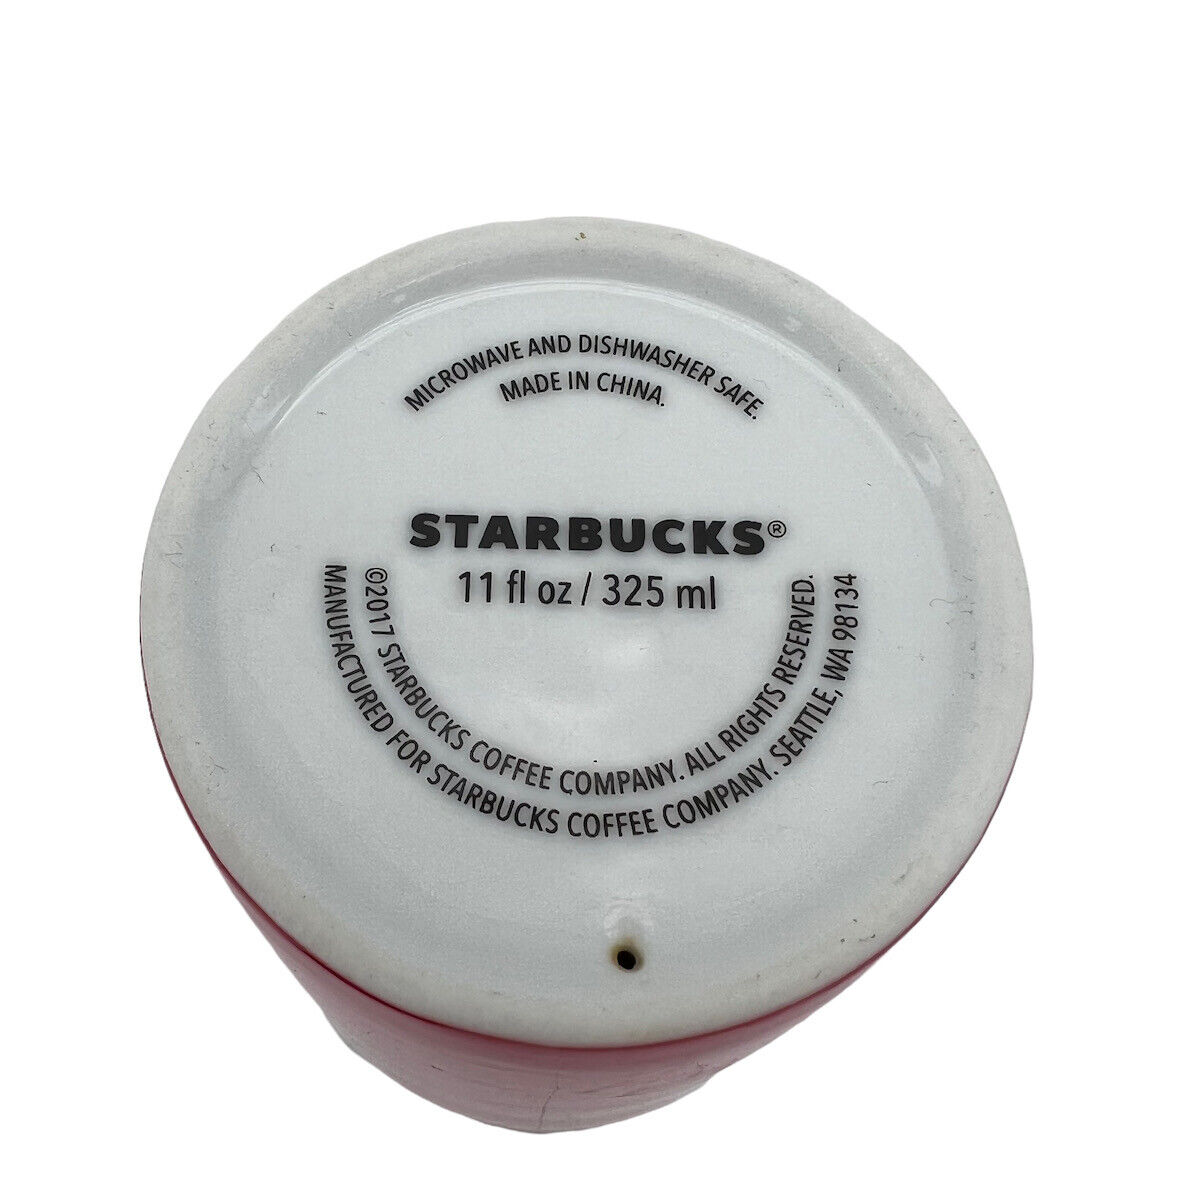 MICROWAVE AND DISHWASHER SAFE.
MADE IN CHINA.
STARBUCKS®
11 fl oz / 325 ml
©2017 STARBUCKS COFFEE COMPANY. ALL RIGHTS RESERVED.
MANUFACTURED FOR STARBUCKS COFFEE COMPANY. SEATTLE, WA 98134